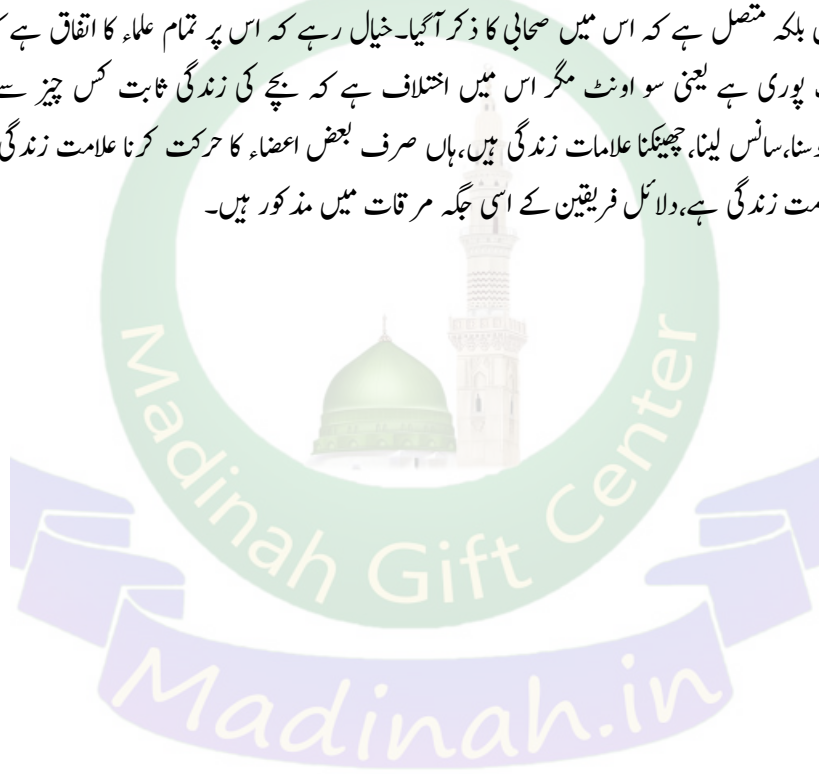 بلکہ متصل ہے کہ اس میں صحابی کا ذکر آگیا۔خیال رہے کہ اس پر تمام علماء کا اتفاق ہے
پوری ہے یعنی سو اونٹ مگر اس میں اختلاف ہے کہ بچے کی زندگی ثابت کس چیز سے
سانس لینا،چھینکنا علامات زندگی ہیں،ہاں صرف بعض اعضاء کا حرکت کرنا علامت زندگی
زندگی ہے،دلائل فریقین کے اسی جگہ مرقات میں مذکور ہیں۔
Madinah Gift Center
Madinah.in